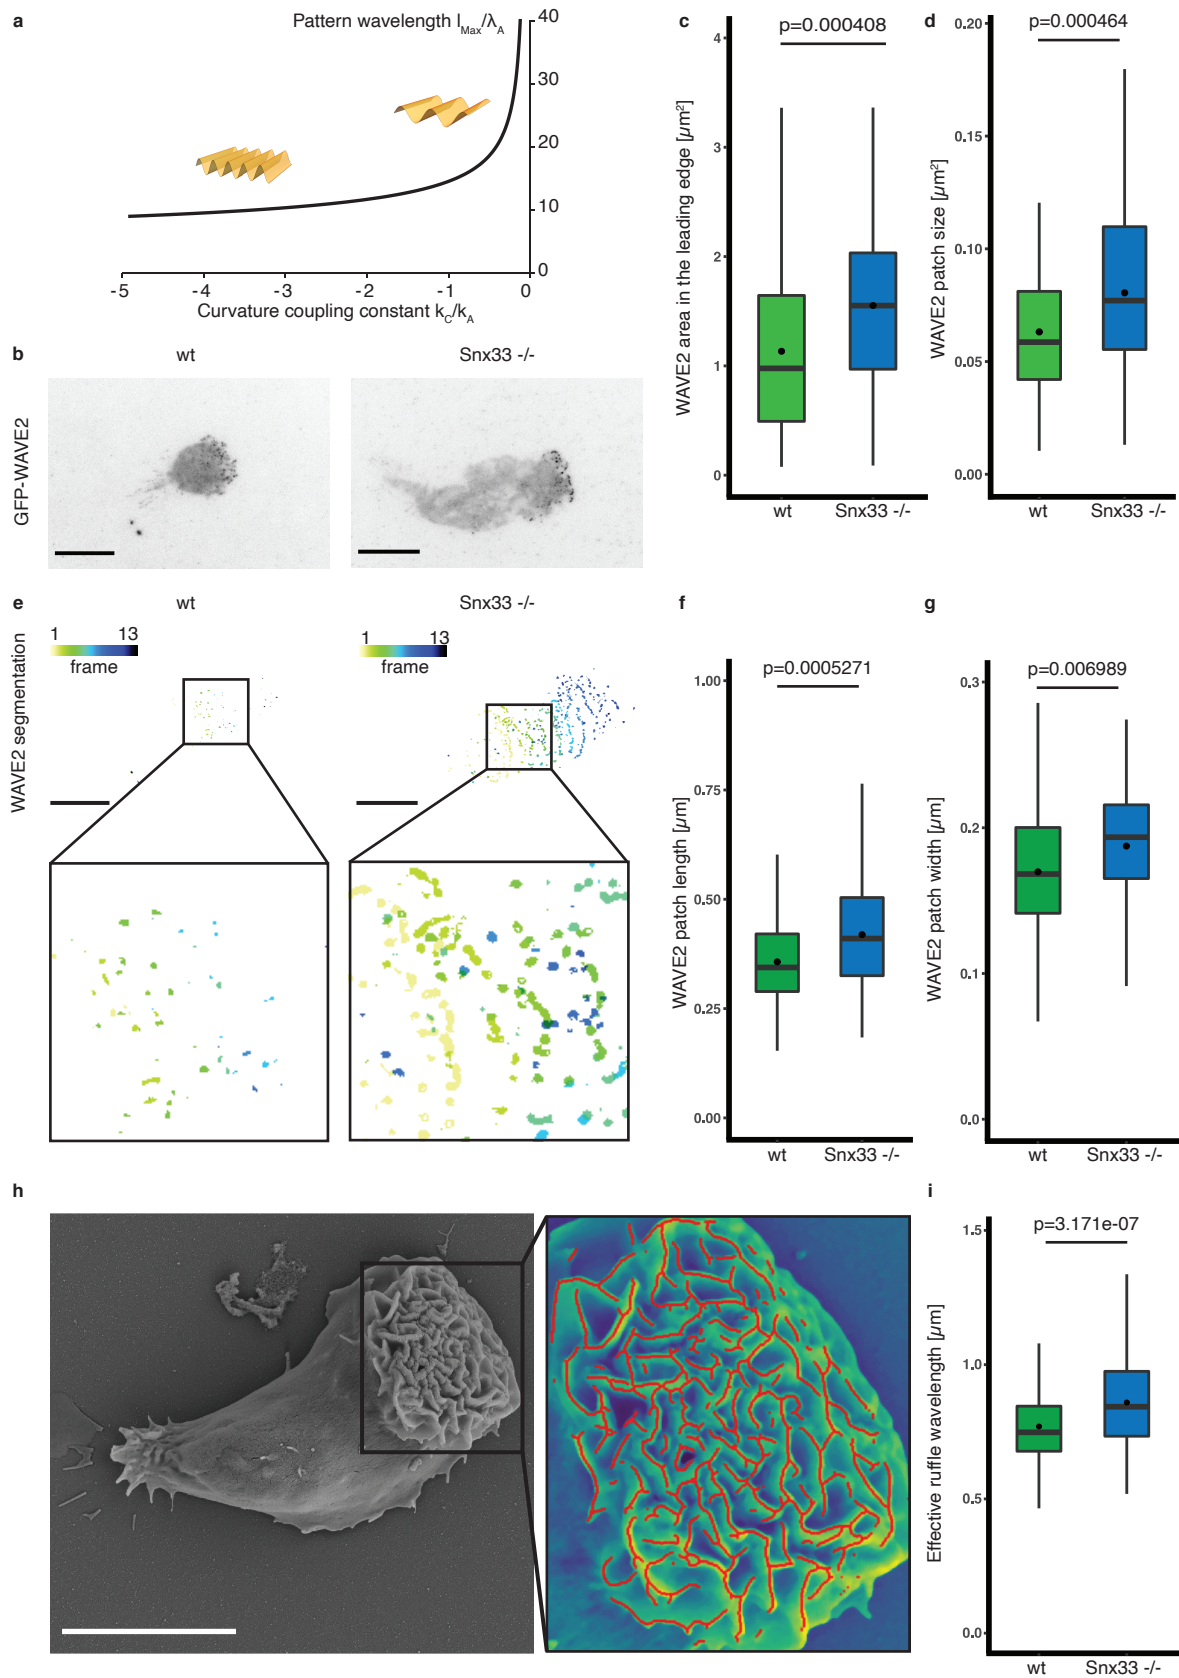 a
Pattern wavelength l_Max/λ_A
40
30
20
10
0
-5 -4 -3 -2 -1 0
Curvature coupling constant k_C/k_A
b
wt Snx33 -/-
GFP-WAVE2
c
p=0.000408
WAVE2 area in the leading edge [µm²]
4
3
2
1
0
wt Snx33 -/-
d
p=0.000464
WAVE2 patch size [µm²]
0.20
0.15
0.10
0.05
0.00
wt Snx33 -/-
e
wt Snx33 -/-
WAVE2 segmentation
1 13
frame
1 13
frame
f
p=0.0005271
WAVE2 patch length [µm]
1.00
0.75
0.50
0.25
0.00
wt Snx33 -/-
g
p=0.006989
WAVE2 patch width [µm]
0.3
0.2
0.1
0.0
wt Snx33 -/-
h
i
p=3.171e-07
Effective ruffle wavelength [µm]
1.5
1.0
0.5
0.0
wt Snx33 -/-